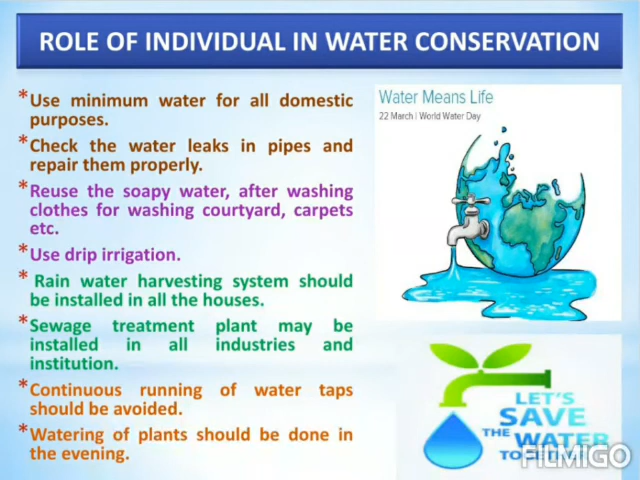 ROLE OF INDIVIDUAL IN WATER CONSERVATION
*Use minimum water for all domestic
purposes.
*Check the water leaks in pipes and
repair them properly.
*Reuse the soapy water, after washing
clothes for washing courtyard, carpets
etc.
*Use drip irrigation.
* Rain water harvesting system should
be installed in all the houses.
*Sewage treatment plant may be
installed in all industries and
institution.
*Continuous running of water taps
should be avoided.
*Watering of plants should be done in
the evening.
Water Means Life
22 March | World Water Day
LET'S
SAVE
THE WATER
TOGETHER
FILMIGO